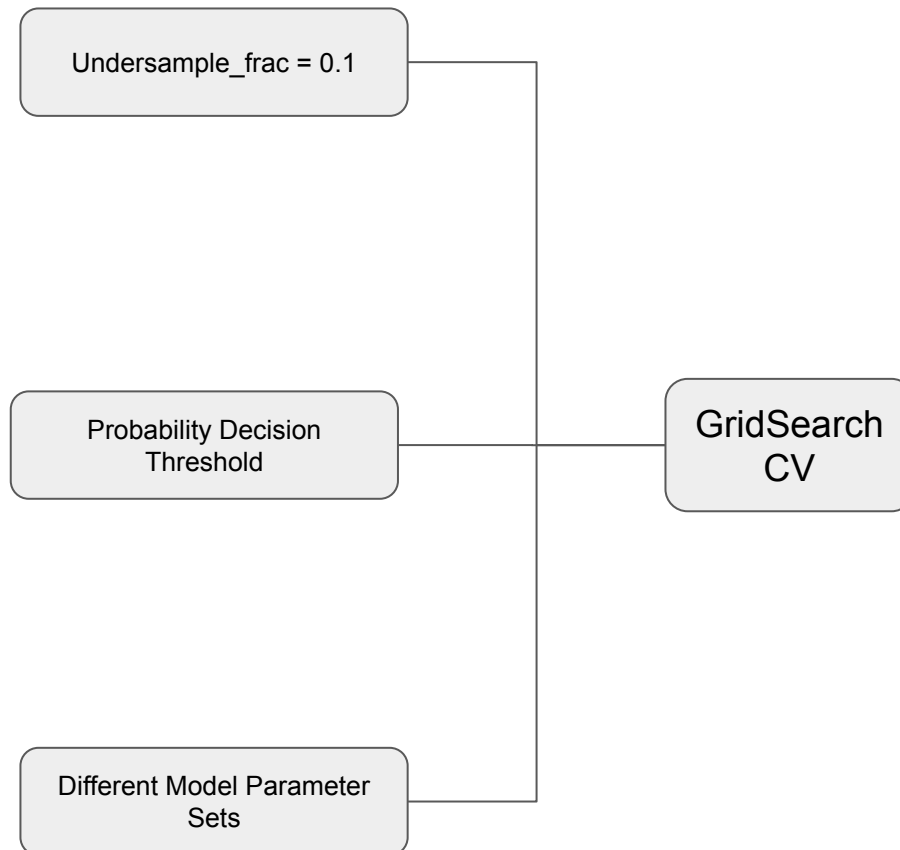 Undersample_frac = 0.1
Probability Decision
Threshold
GridSearch
CV
Different Model Parameter
Sets